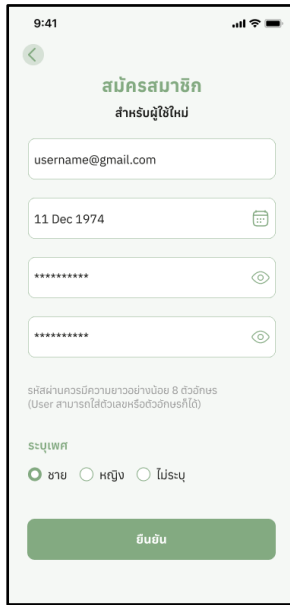 9:41
สมัครสมาชิก
สำหรับผู้ใช้ใหม่
username@gmail.com
11 Dec 1974
**********
**********
รหัสผ่านควรมีความยาวอย่างน้อย 8 ตัวอักษร
(User สามารถใส่ตัวเลขหรือตัวอักษรก็ได้)
ระบุเพศ
ชาย หญิง ไม่ระบุ
ยืนยัน